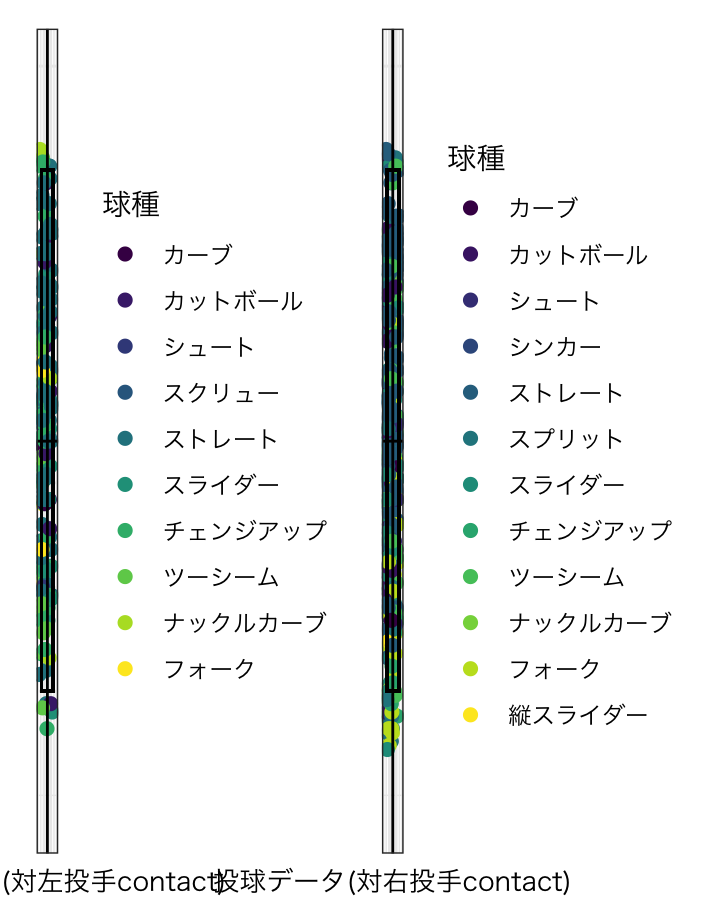 球種
カーブ
カットボール
シュート
スクリュー
ストレート
スライダー
チェンジアップ
ツーシーム
ナックルカーブ
フォーク
球種
カーブ
カットボール
シュート
シンカー
ストレート
スプリット
スライダー
チェンジアップ
ツーシーム
ナックルカーブ
フォーク
縦スライダー
(対左投手contact)
投球データ(対右投手contact)